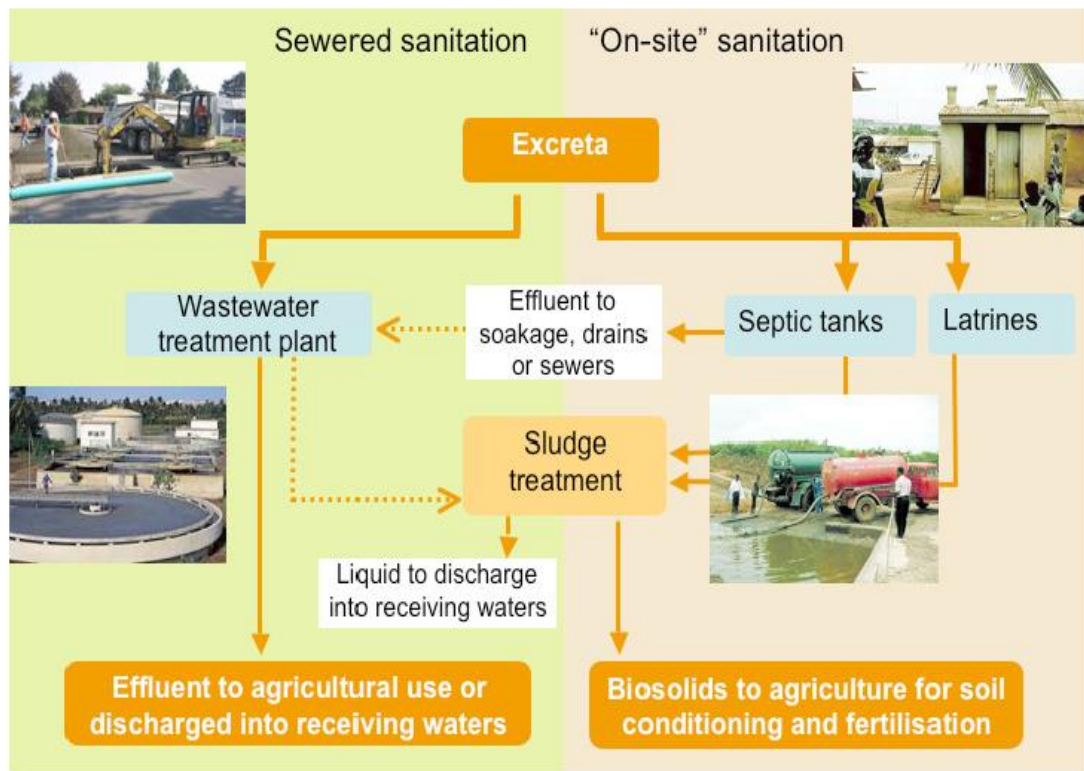 Sewered sanitation
“On-site” sanitation
Excreta
Wastewater
treatment plant
Effluent to
soakage, drains
or sewers
Septic tanks
Latrines
Sludge
treatment
Liquid to discharge
into receiving waters
Effluent to agricultural use or
discharged into receiving waters
Biosolids to agriculture for soil
conditioning and fertilisation